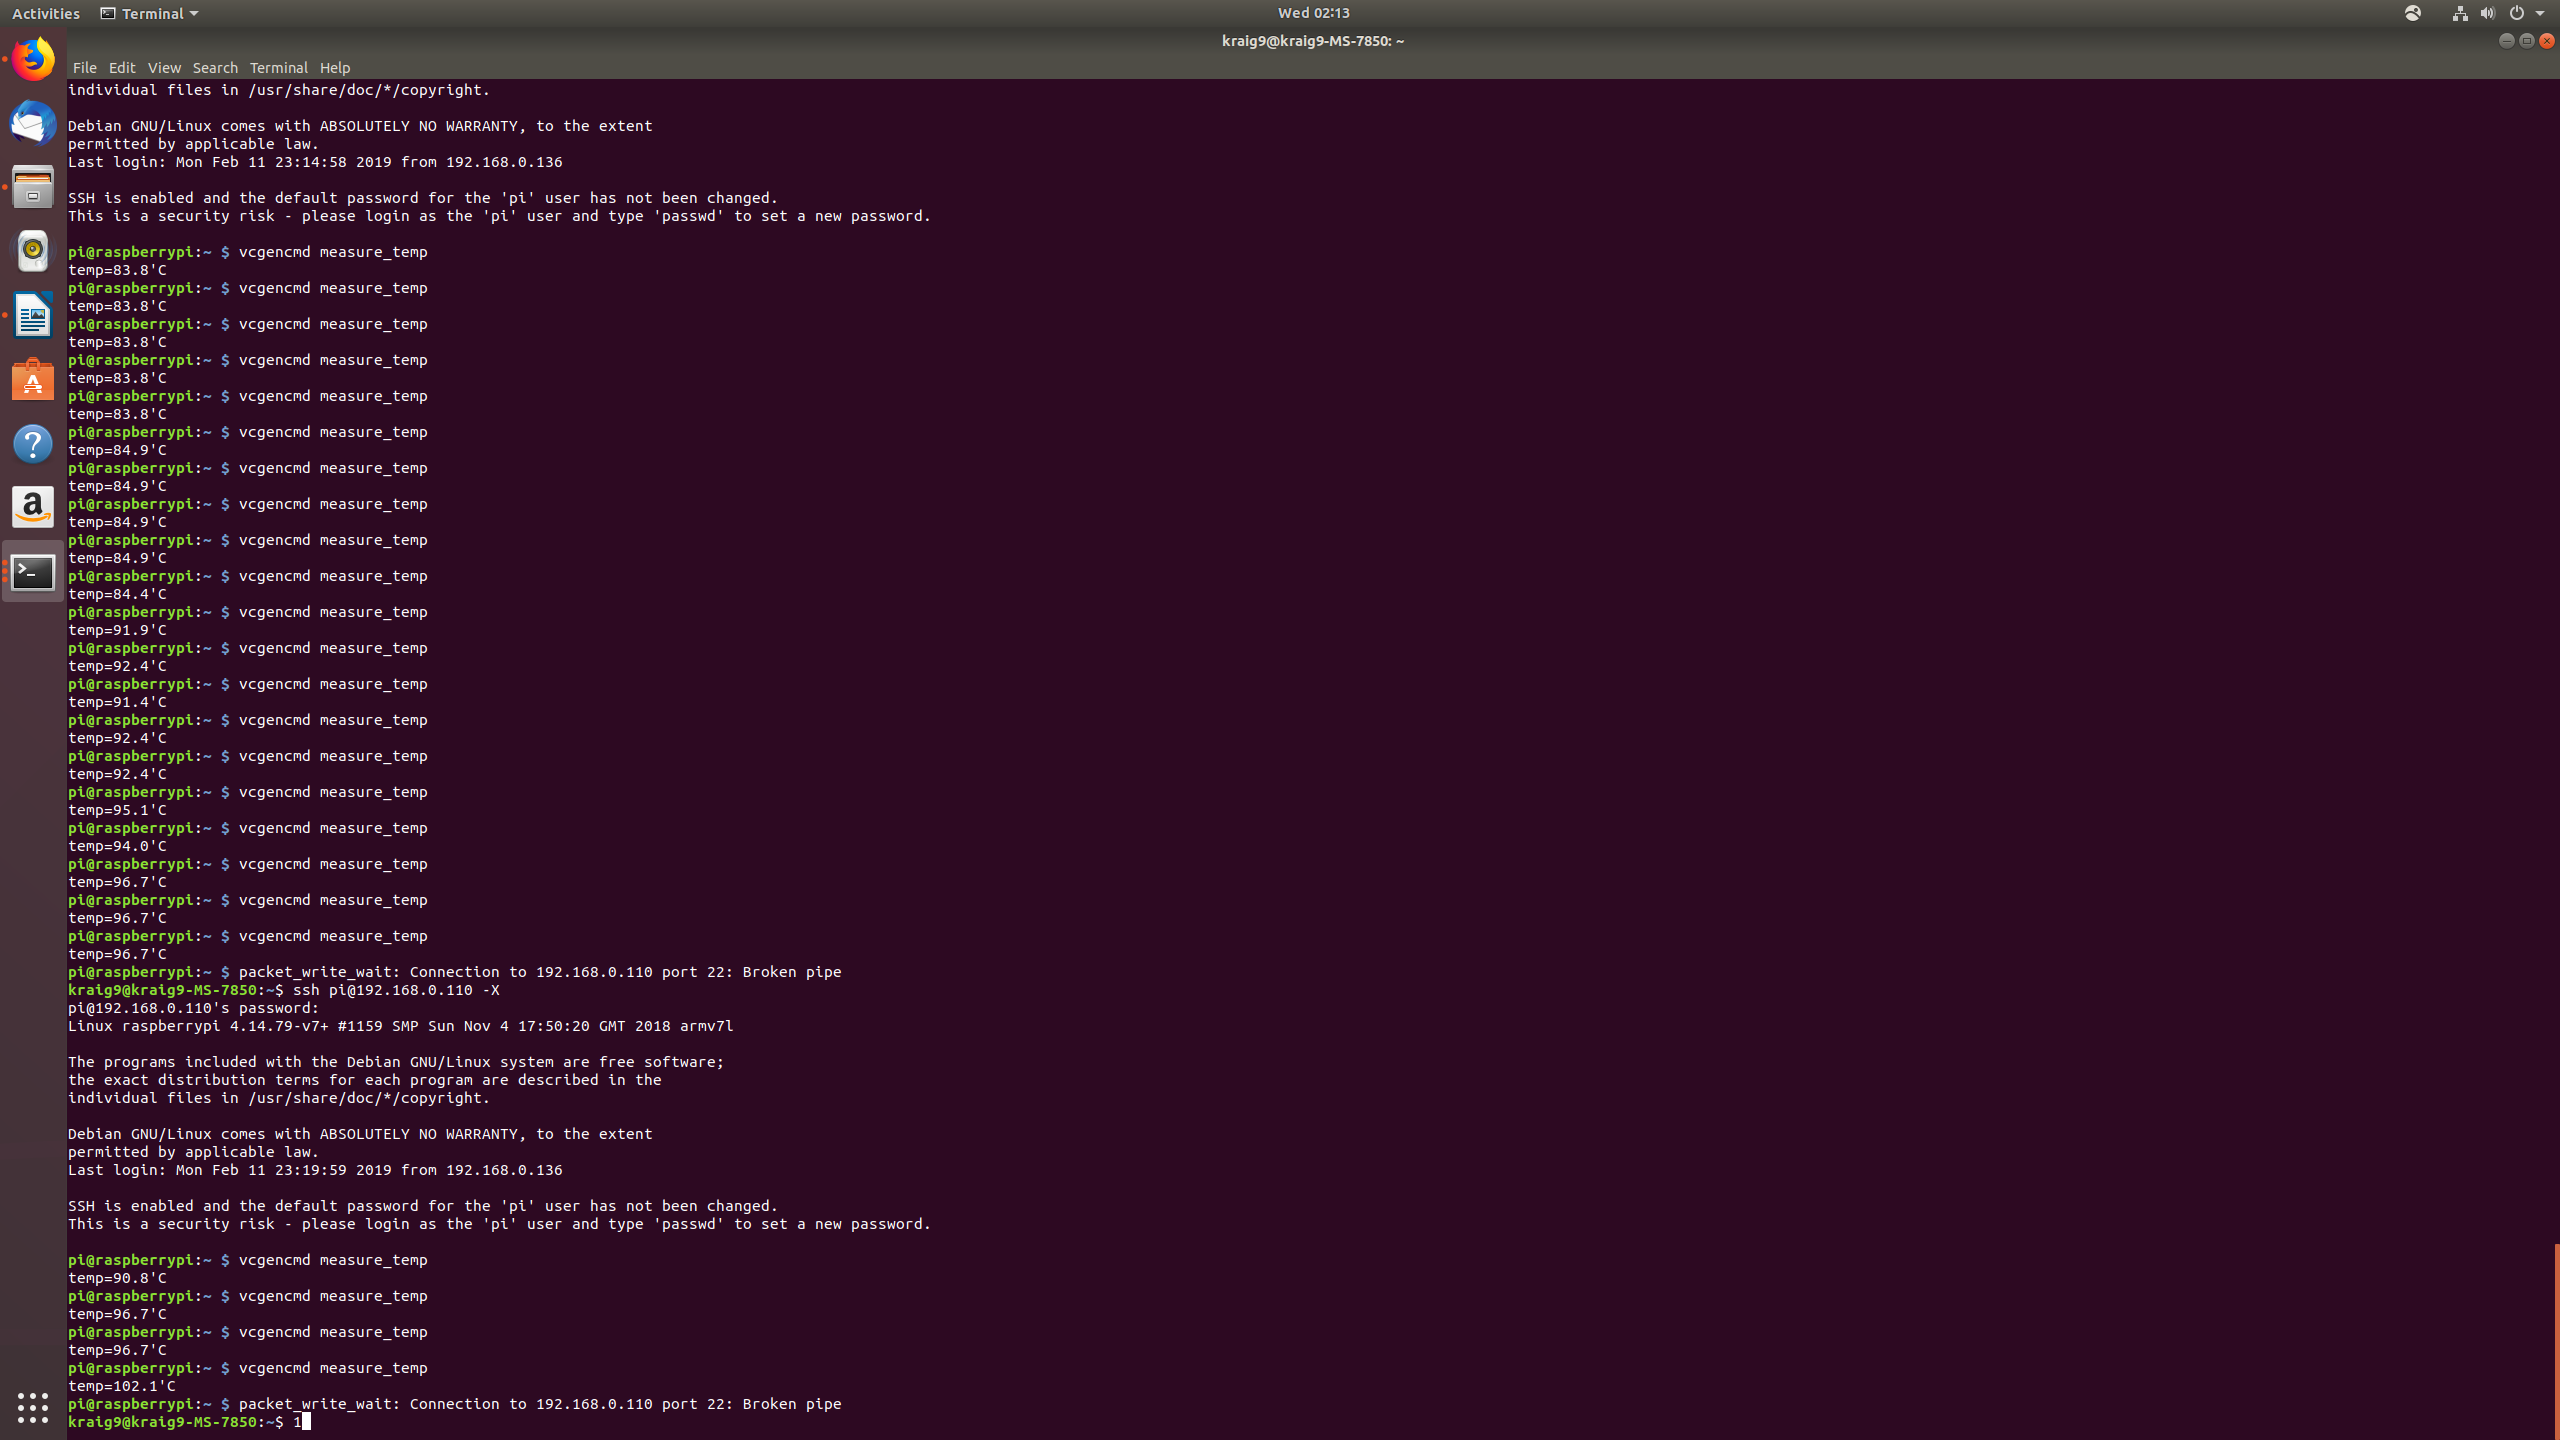 Activities Terminal Wed 02:13
kraig9@kraig9-MS-7850: ~
File Edit View Search Terminal Help
individual files in /usr/share/doc/*/copyright.
Debian GNU/Linux comes with ABSOLUTELY NO WARRANTY, to the extent
permitted by applicable law.
Last login: Mon Feb 11 23:14:58 2019 from 192.168.0.136
SSH is enabled and the default password for the 'pi' user has not been changed.
This is a security risk - please login as the 'pi' user and type 'passwd' to set a new password.
pi@raspberrypi:~ $ vcgencmd measure_temp
temp=83.8'C
pi@raspberrypi:~ $ vcgencmd measure_temp
temp=83.8'C
pi@raspberrypi:~ $ vcgencmd measure_temp
temp=83.8'C
pi@raspberrypi:~ $ vcgencmd measure_temp
temp=83.8'C
pi@raspberrypi:~ $ vcgencmd measure_temp
temp=83.8'C
pi@raspberrypi:~ $ vcgencmd measure_temp
temp=84.9'C
pi@raspberrypi:~ $ vcgencmd measure_temp
temp=84.9'C
pi@raspberrypi:~ $ vcgencmd measure_temp
temp=84.9'C
pi@raspberrypi:~ $ vcgencmd measure_temp
temp=84.9'C
pi@raspberrypi:~ $ vcgencmd measure_temp
temp=84.4'C
pi@raspberrypi:~ $ vcgencmd measure_temp
temp=91.9'C
pi@raspberrypi:~ $ vcgencmd measure_temp
temp=92.4'C
pi@raspberrypi:~ $ vcgencmd measure_temp
temp=91.4'C
pi@raspberrypi:~ $ vcgencmd measure_temp
temp=92.4'C
pi@raspberrypi:~ $ vcgencmd measure_temp
temp=92.4'C
pi@raspberrypi:~ $ vcgencmd measure_temp
temp=95.1'C
pi@raspberrypi:~ $ vcgencmd measure_temp
temp=94.0'C
pi@raspberrypi:~ $ vcgencmd measure_temp
temp=96.7'C
pi@raspberrypi:~ $ vcgencmd measure_temp
temp=96.7'C
pi@raspberrypi:~ $ vcgencmd measure_temp
temp=96.7'C
pi@raspberrypi:~ $ packet_write_wait: Connection to 192.168.0.110 port 22: Broken pipe
kraig9@kraig9-MS-7850:~$ ssh pi@192.168.0.110 -X
pi@192.168.0.110's password:
Linux raspberrypi 4.14.79-v7+ #1159 SMP Sun Nov 4 17:50:20 GMT 2018 armv7l
The programs included with the Debian GNU/Linux system are free software;
the exact distribution terms for each program are described in the
individual files in /usr/share/doc/*/copyright.
Debian GNU/Linux comes with ABSOLUTELY NO WARRANTY, to the extent
permitted by applicable law.
Last login: Mon Feb 11 23:19:59 2019 from 192.168.0.136
SSH is enabled and the default password for the 'pi' user has not been changed.
This is a security risk - please login as the 'pi' user and type 'passwd' to set a new password.
pi@raspberrypi:~ $ vcgencmd measure_temp
temp=90.8'C
pi@raspberrypi:~ $ vcgencmd measure_temp
temp=96.7'C
pi@raspberrypi:~ $ vcgencmd measure_temp
temp=96.7'C
pi@raspberrypi:~ $ vcgencmd measure_temp
temp=102.1'C
pi@raspberrypi:~ $ packet_write_wait: Connection to 192.168.0.110 port 22: Broken pipe
kraig9@kraig9-MS-7850:~$ 1